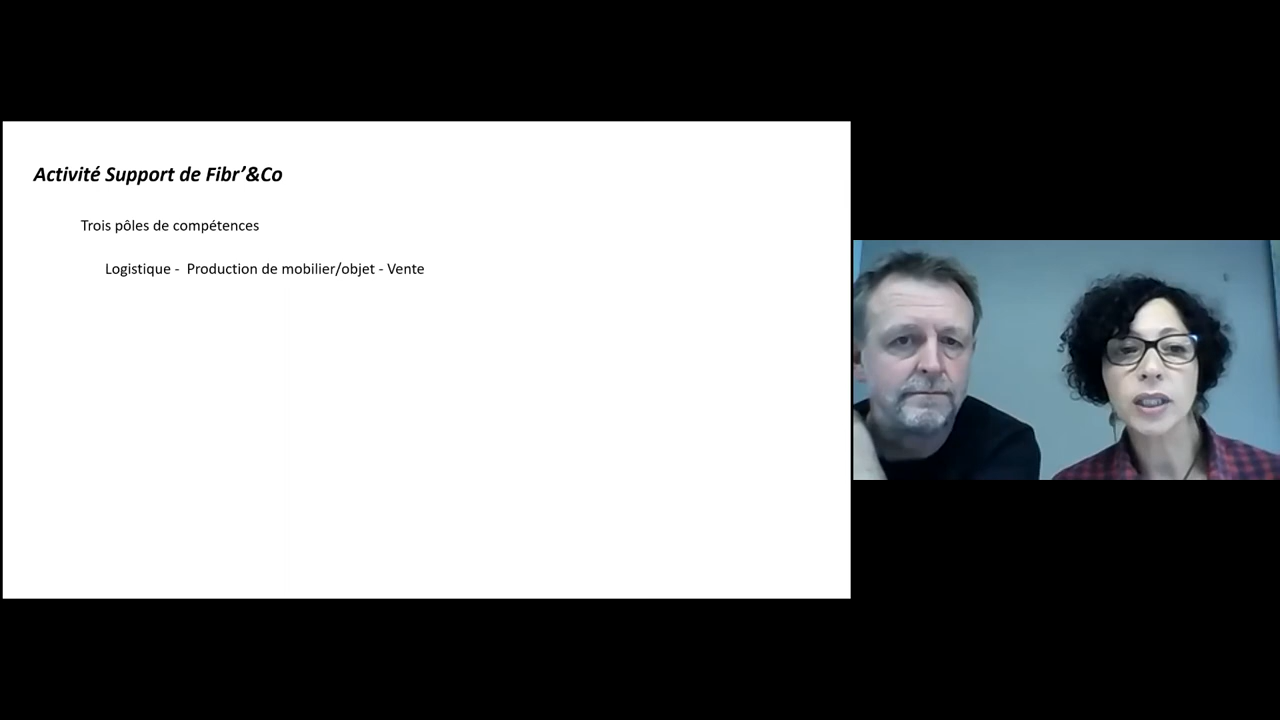 Activité Support de Fibr’&Co
Trois pôles de compétences
Logistique -  Production de mobilier/objet - Vente